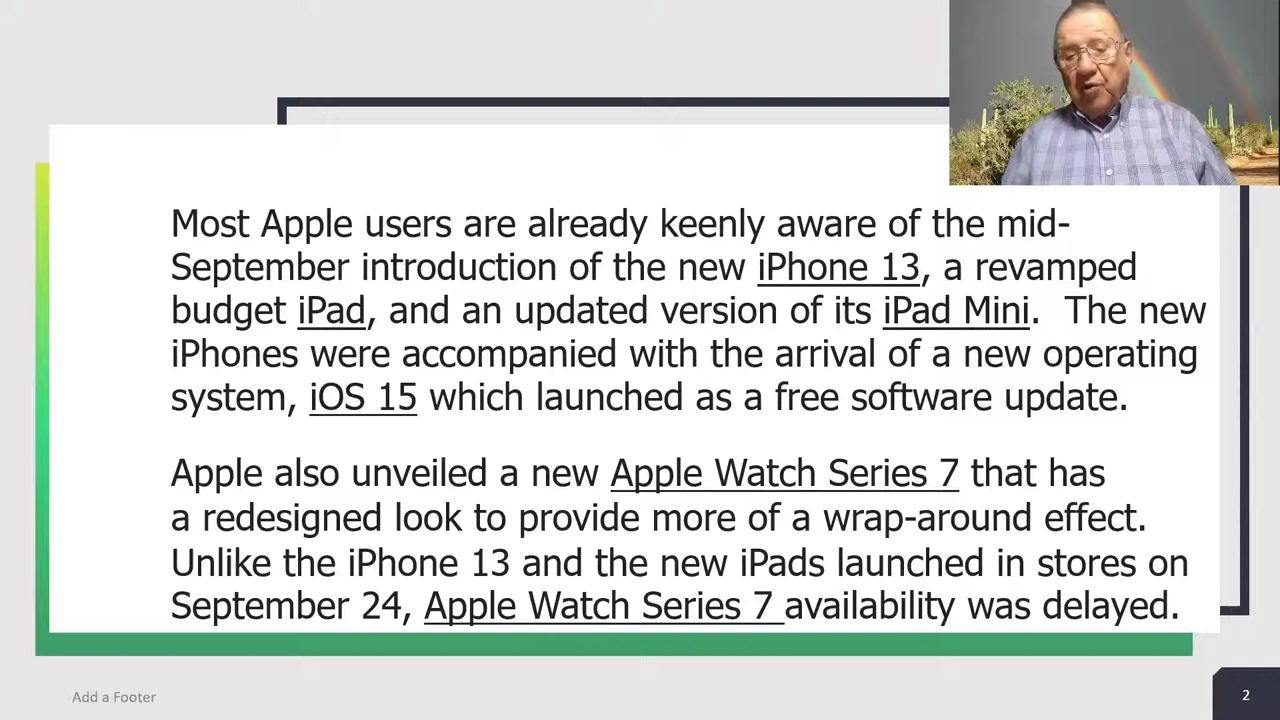 Most Apple users are already keenly aware of the mid-
September introduction of the new iPhone 13, a revamped
budget iPad, and an updated version of its iPad Mini.  The new
iPhones were accompanied with the arrival of a new operating
system, iOS 15 which launched as a free software update.
Apple also unveiled a new Apple Watch Series 7 that has
a redesigned look to provide more of a wrap-around effect.
Unlike the iPhone 13 and the new iPads launched in stores on
September 24, Apple Watch Series 7 availability was delayed.
Add a Footer
2